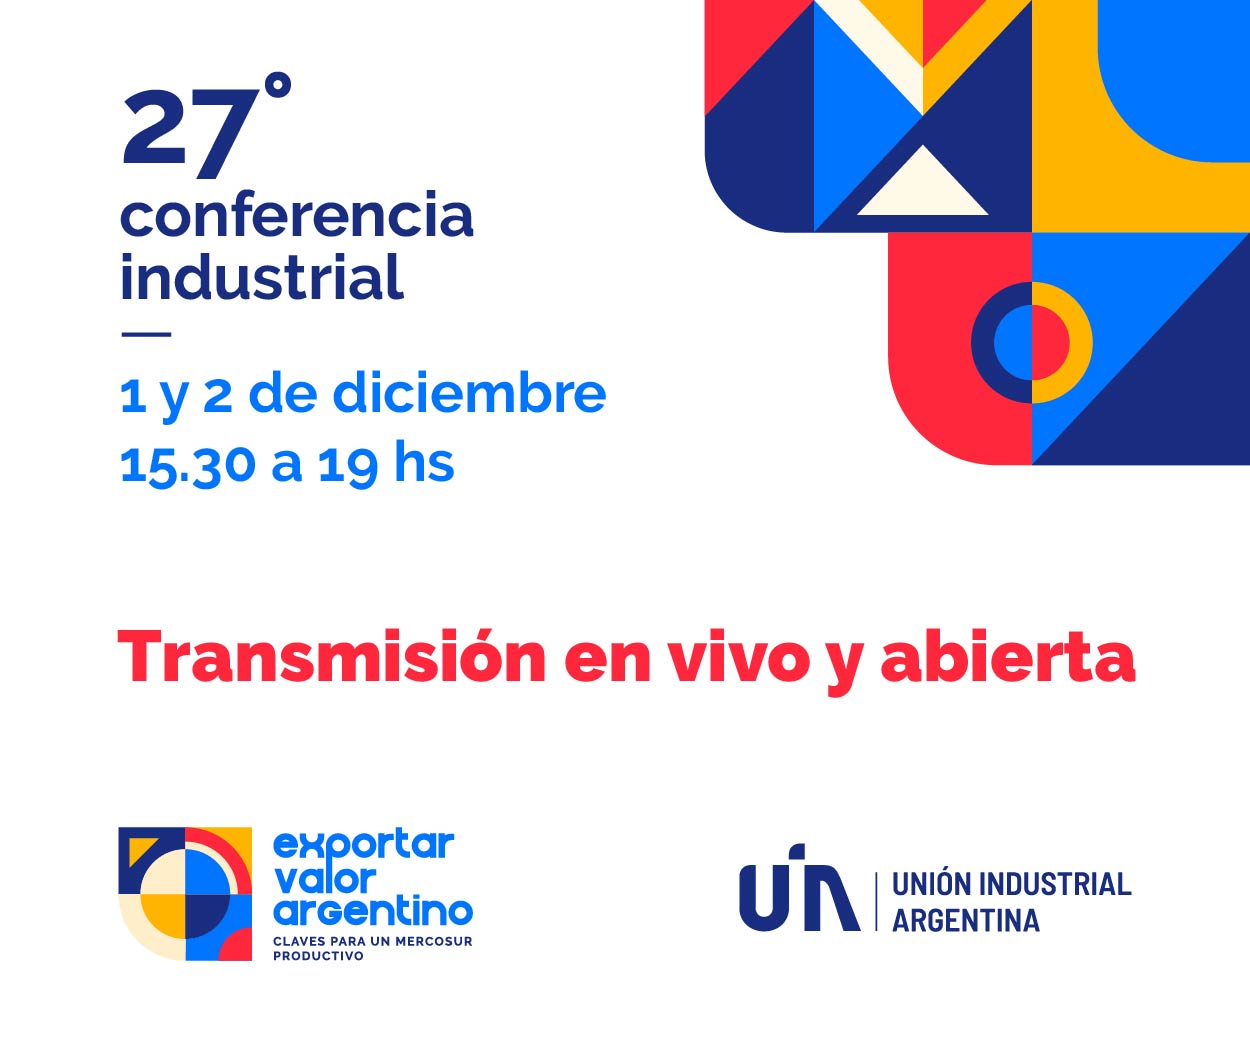 27°
conferencia
industrial
—
1 y 2 de diciembre
15.30 a 19 hs
Transmisión en vivo y abierta
exportar
valor
argentino
CLAVES PARA UN MERCOSUR
PRODUCTIVO
UIA
UNIÓN INDUSTRIAL
ARGENTINA